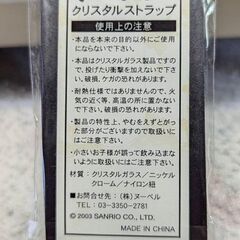 クリスタルストラップ
使用上の注意
・本品を本来の目的以外にご使用に
ならないで下さい。
・本品はクリスタルガラス製品です
ので、投げたり衝撃を加えないで下
さい。破損、ケガの恐れがあります。
・耐熱仕様ではありませんので、火
気の近く等、高温の所に置かないで
下さい。破損の恐れがあります。
・製品の特性上、やむをえずとがっ
た部分がございますので取扱いには
ご注意下さい。
・小さいお子様が誤って飲み込まない
ように、取扱いにはご注意下さい。
材質：クリスタルガラス／ニッケル
クローム／ナイロン紐
●お問合せ先：（株）ヌーベル
TEL：03-3350-2781
© 2003 SANRIO CO., LTD.